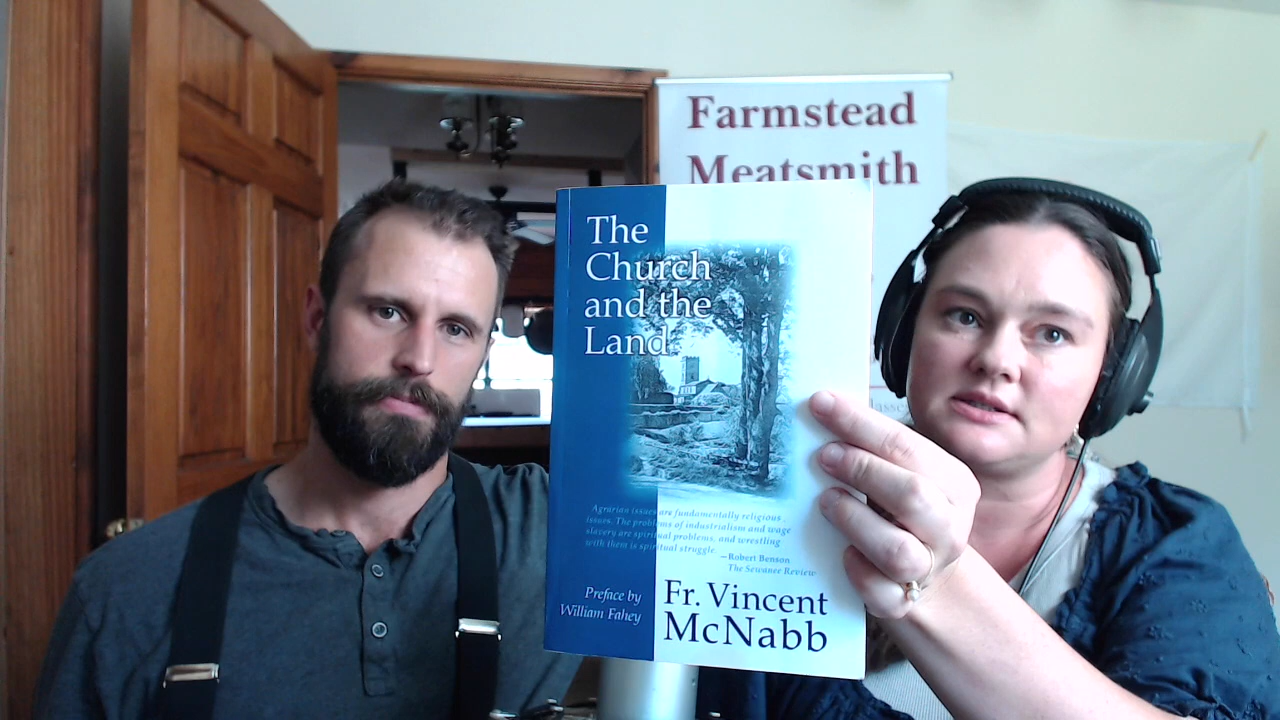 Farmstead
Meatsmith
The
Church
and the
Land
Agrarian issues are fundamentally religious
issues. The problems of industrialism and wage
slavery are spiritual problems, and wrestling
with them is spiritual struggle.
—Robert Benson
The Sewanee Review
Preface by
William Fahey
Fr. Vincent
McNabb